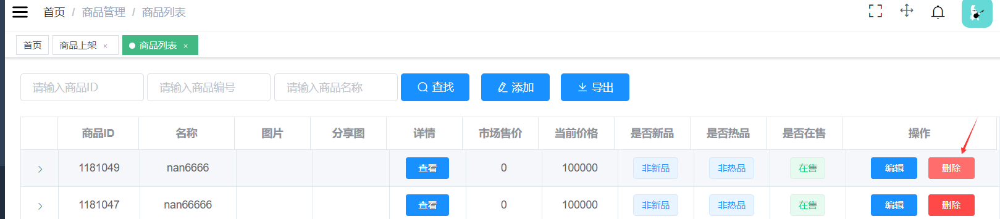 首页 / 商品管理 / 商品列表
首页 商品上架 × 商品列表 ×
请输入商品ID 请输入商品编号 请输入商品名称 查找 添加 导出
商品ID 名称 图片 分享图 详情 市场售价 当前价格 是否新品 是否热品 是否在售 操作
1181049 nan6666 查看 0 100000 非新品 非热品 在售 编辑 删除
1181047 nan66666 查看 0 100000 非新品 非热品 在售 编辑 删除